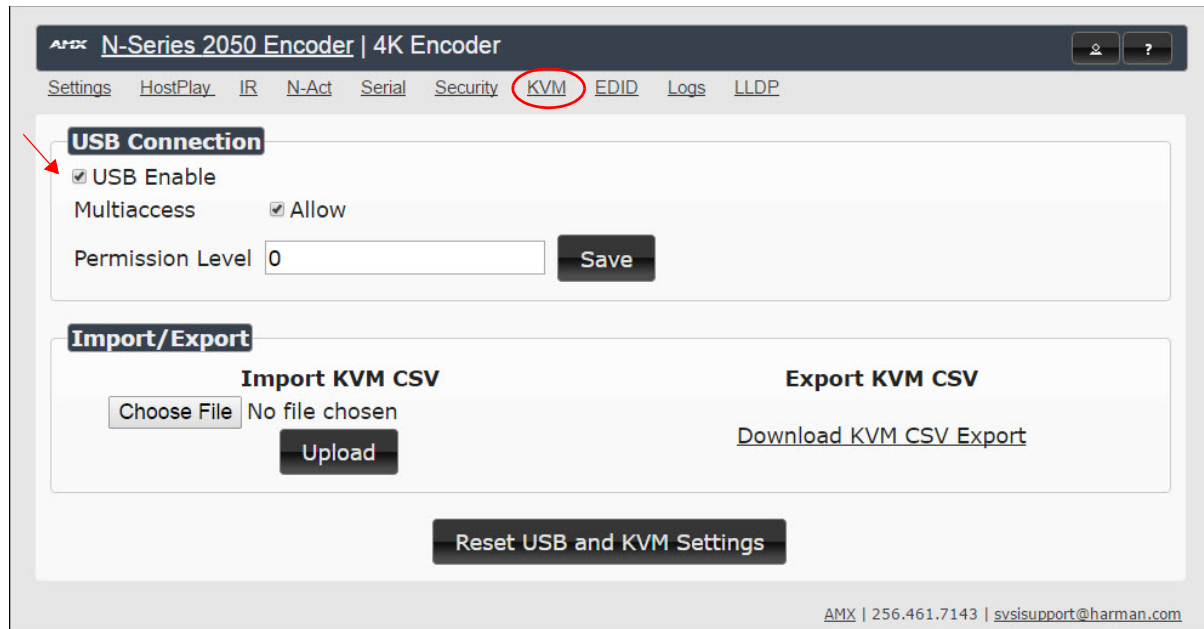 AMX N-Series 2050 Encoder | 4K Encoder ?
Settings HostPlay IR N-Act Serial Security KVM EDID Logs LLDP
USB Connection
USB Enable
Multiaccess Allow
Permission Level 0 Save
Import/Export
Import KVM CSV Export KVM CSV
Choose File No file chosen
Download KVM CSV Export
Upload
Reset USB and KVM Settings
AMX | 256.461.7143 | svsisupport@harman.com